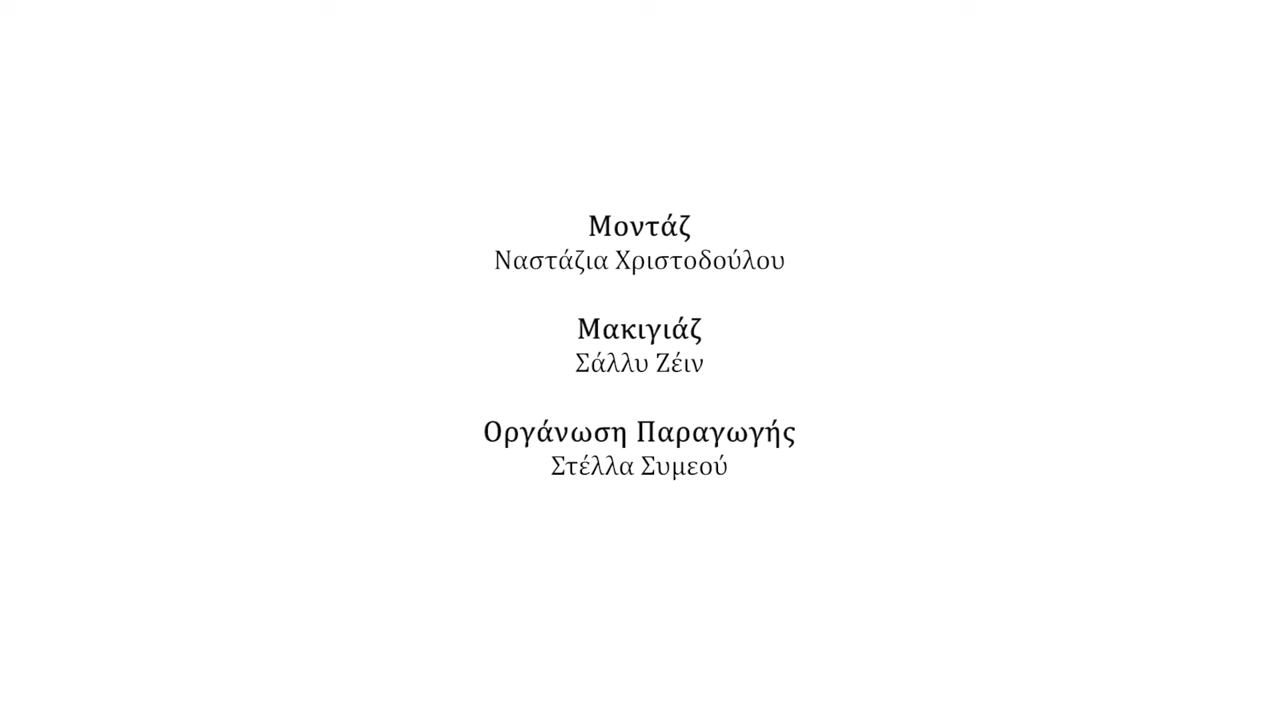 Μοντάζ
Ναστάζια Χριστοδούλου
Μακιγιάζ
Σάλλυ Ζέιν
Οργάνωση Παραγωγής
Στέλλα Συμεού